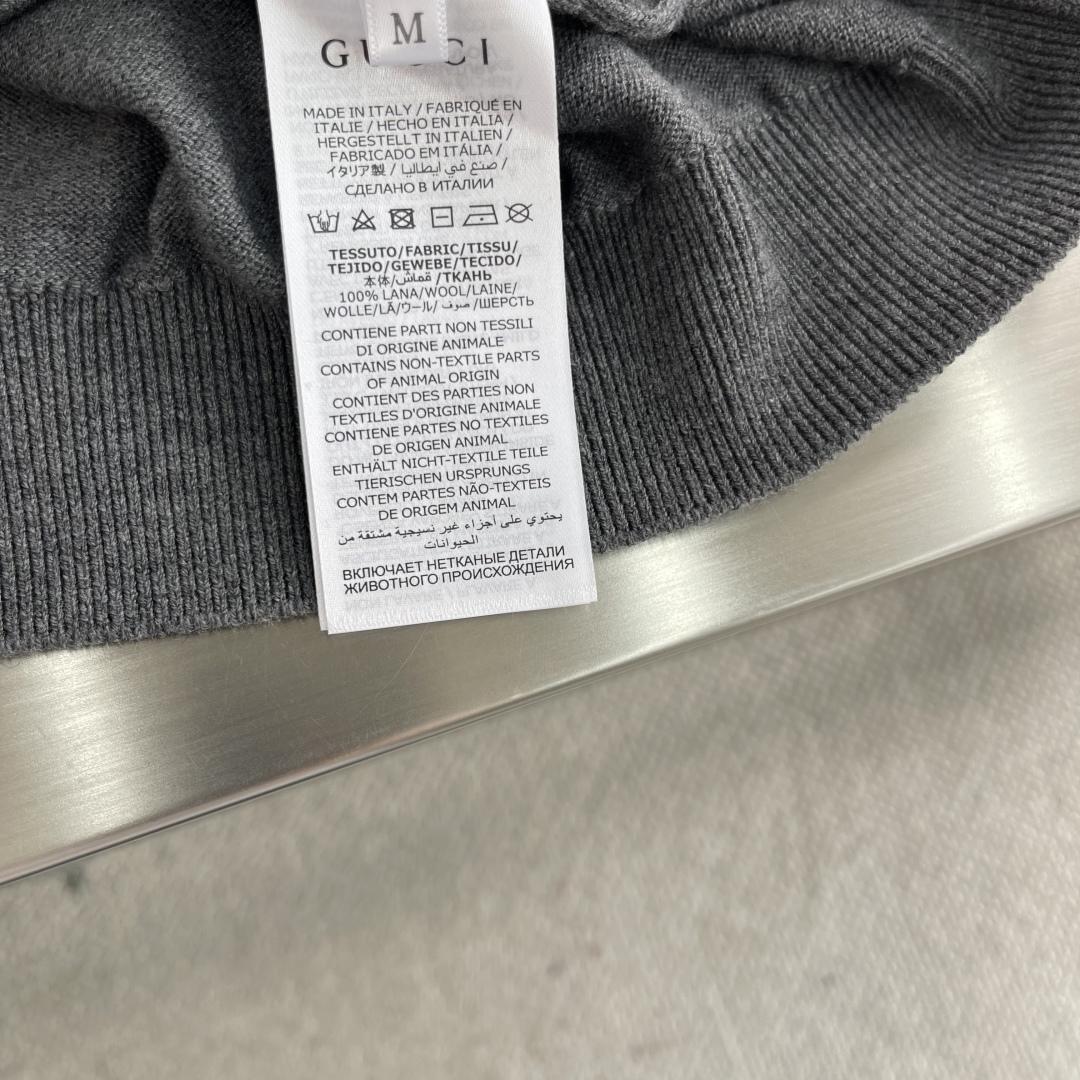 M
GUCCI
MADE IN ITALY / FABRIQUÉ EN
ITALIE / HECHO EN ITALIA /
HERGESTELLT IN ITALIEN /
FABRICADO EM ITÁLIA /
イタリア製 / صنع في ايطاليا /
СДЕЛАНО В ИТАЛИИ
TESSUTO/FABRIC/TISSU/
TEJIDO/GEWEBE/TECIDO/
本体/قماش/ТКАНЬ
100% LANA/WOOL/LAINE/
WOLLE/LÃ/ウール/ صوف /ШЕРСТЬ
CONTIENE PARTI NON TESSILI
DI ORIGINE ANIMALE
CONTAINS NON-TEXTILE PARTS
OF ANIMAL ORIGIN
CONTIENT DES PARTIES NON
TEXTILES D'ORIGINE ANIMALE
CONTIENE PARTES NO TEXTILES
DE ORIGEN ANIMAL
ENTHÄLT NICHT-TEXTILE TEILE
TIERISCHEN URSPRUNGS
CONTEM PARTES NÃO-TEXTEIS
DE ORIGEM ANIMAL
يحتوي على أجزاء غير نسيجية مشتقة من
الحيوانات
ВКЛЮЧАЕТ НЕТКАНЫЕ ДЕТАЛИ
ЖИВОТНОГО ПРОИСХОЖДЕНИЯ